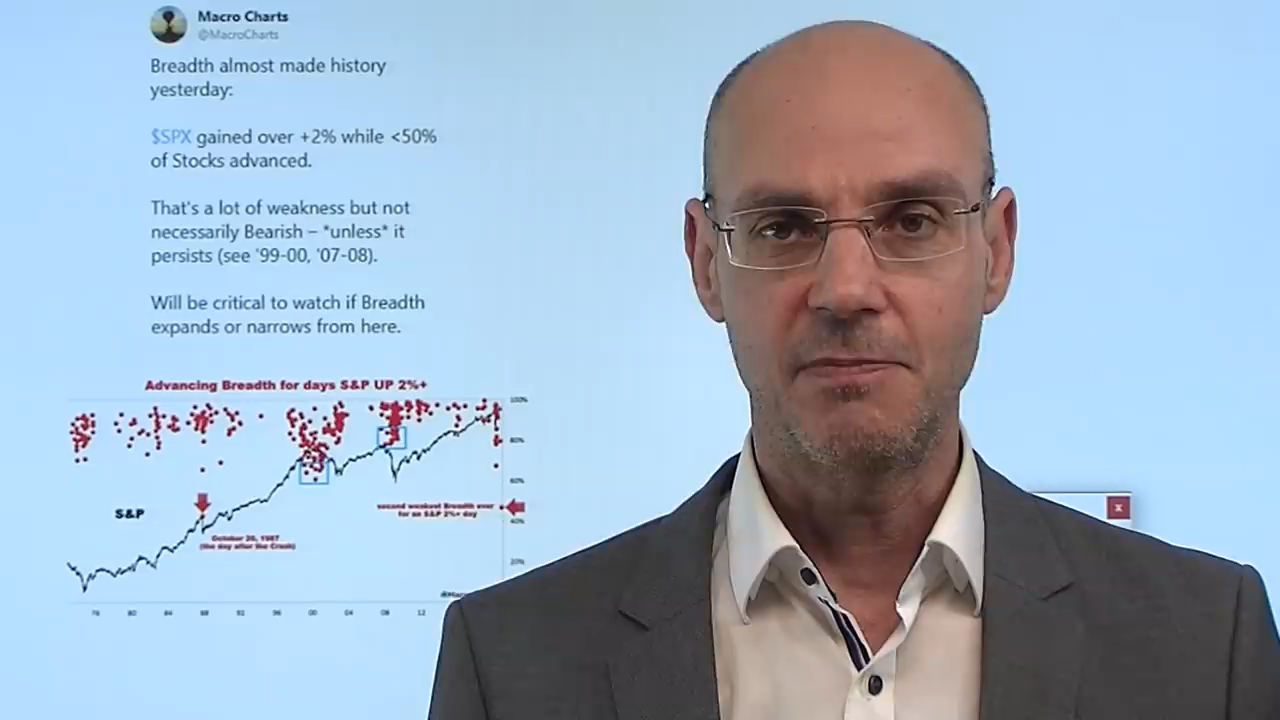 Macro Charts
@MacroCharts
Breadth almost made history
yesterday:
$SPX gained over +2% while <50%
of Stocks advanced.
That's a lot of weakness but not
necessarily Bearish – *unless* it
persists (see '99-00, '07-08).
Will be critical to watch if Breadth
expands or narrows from here.
Advancing Breadth for days S&P UP 2%+
100%
80%
60%
second weakest Breadth ever
for an S&P 2%+ day
S&P
40%
October 20, 1987
(the day after the Crash)
20%
76 80 84 88 92 96 00 04 08 12
x